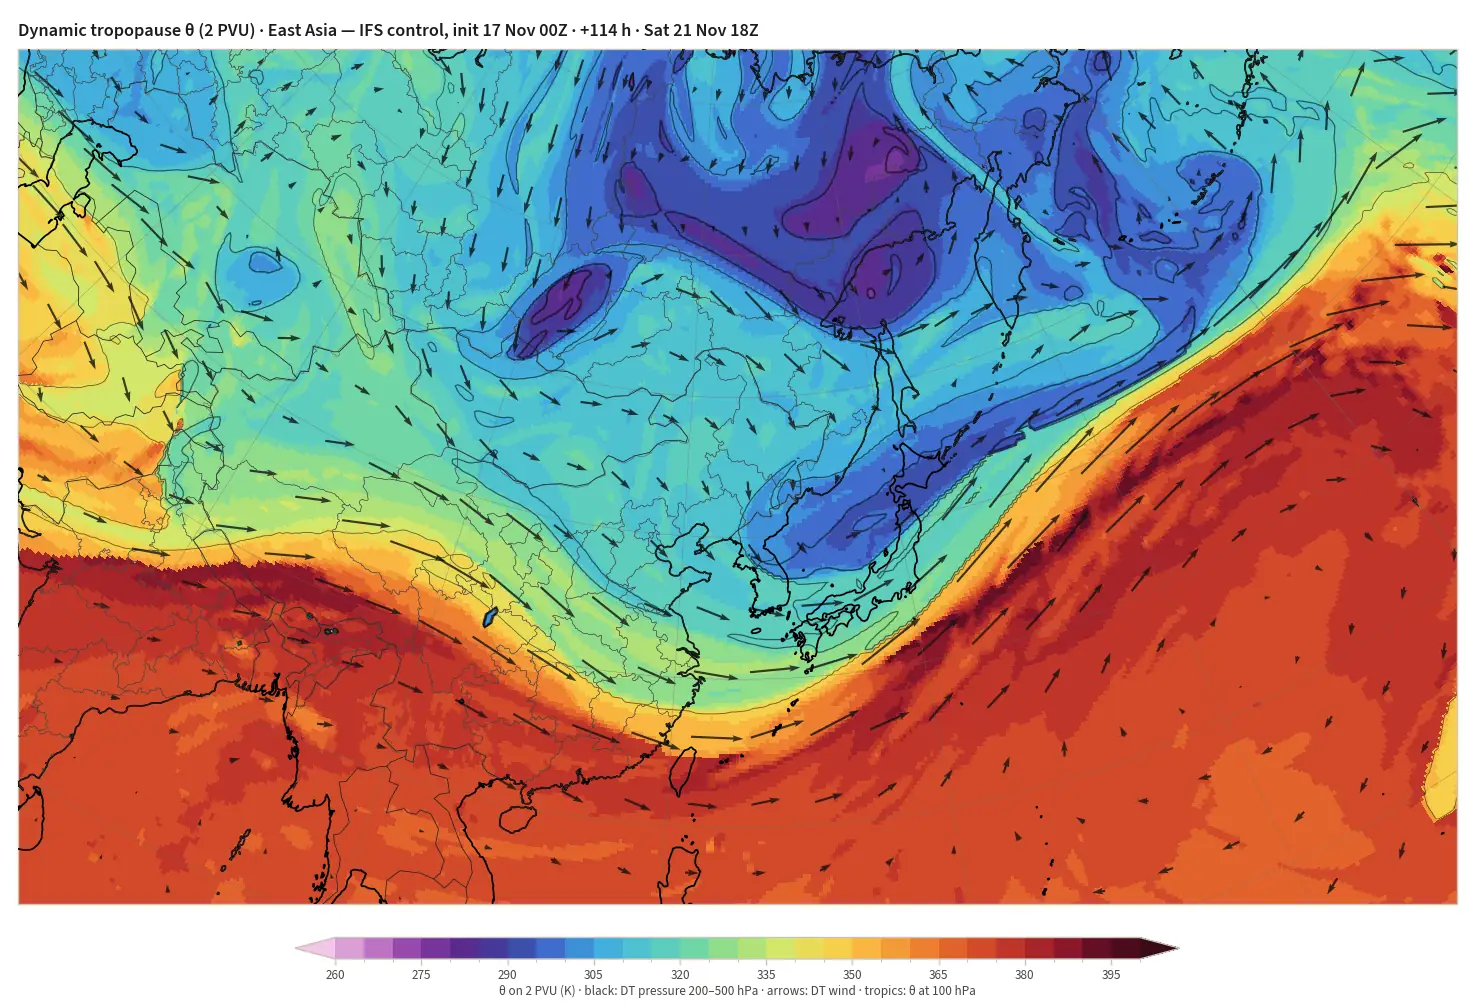 Dynamic tropopause θ (2 PVU) · East Asia — IFS control, init 17 Nov 00Z · +114 h · Sat 21 Nov 18Z
260 275 290 305 320 335 350 365 380 395
θ on 2 PVU (K) · black: DT pressure 200–500 hPa · arrows: DT wind · tropics: θ at 100 hPa